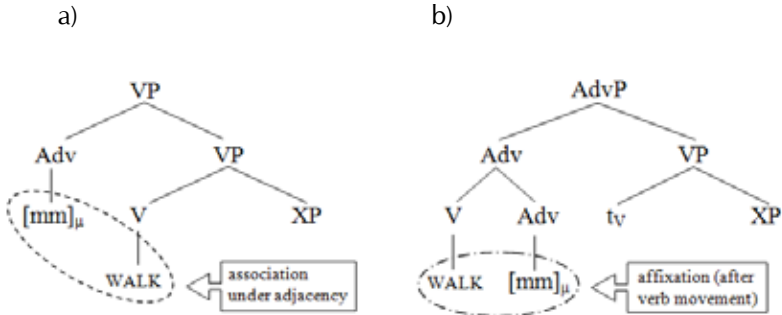 a) b)
VP AdvP
Adv VP Adv VP
[mm]μ V XP V Adv tV XP
WALK association under adjacency WALK [mm]μ affixation (after verb movement)